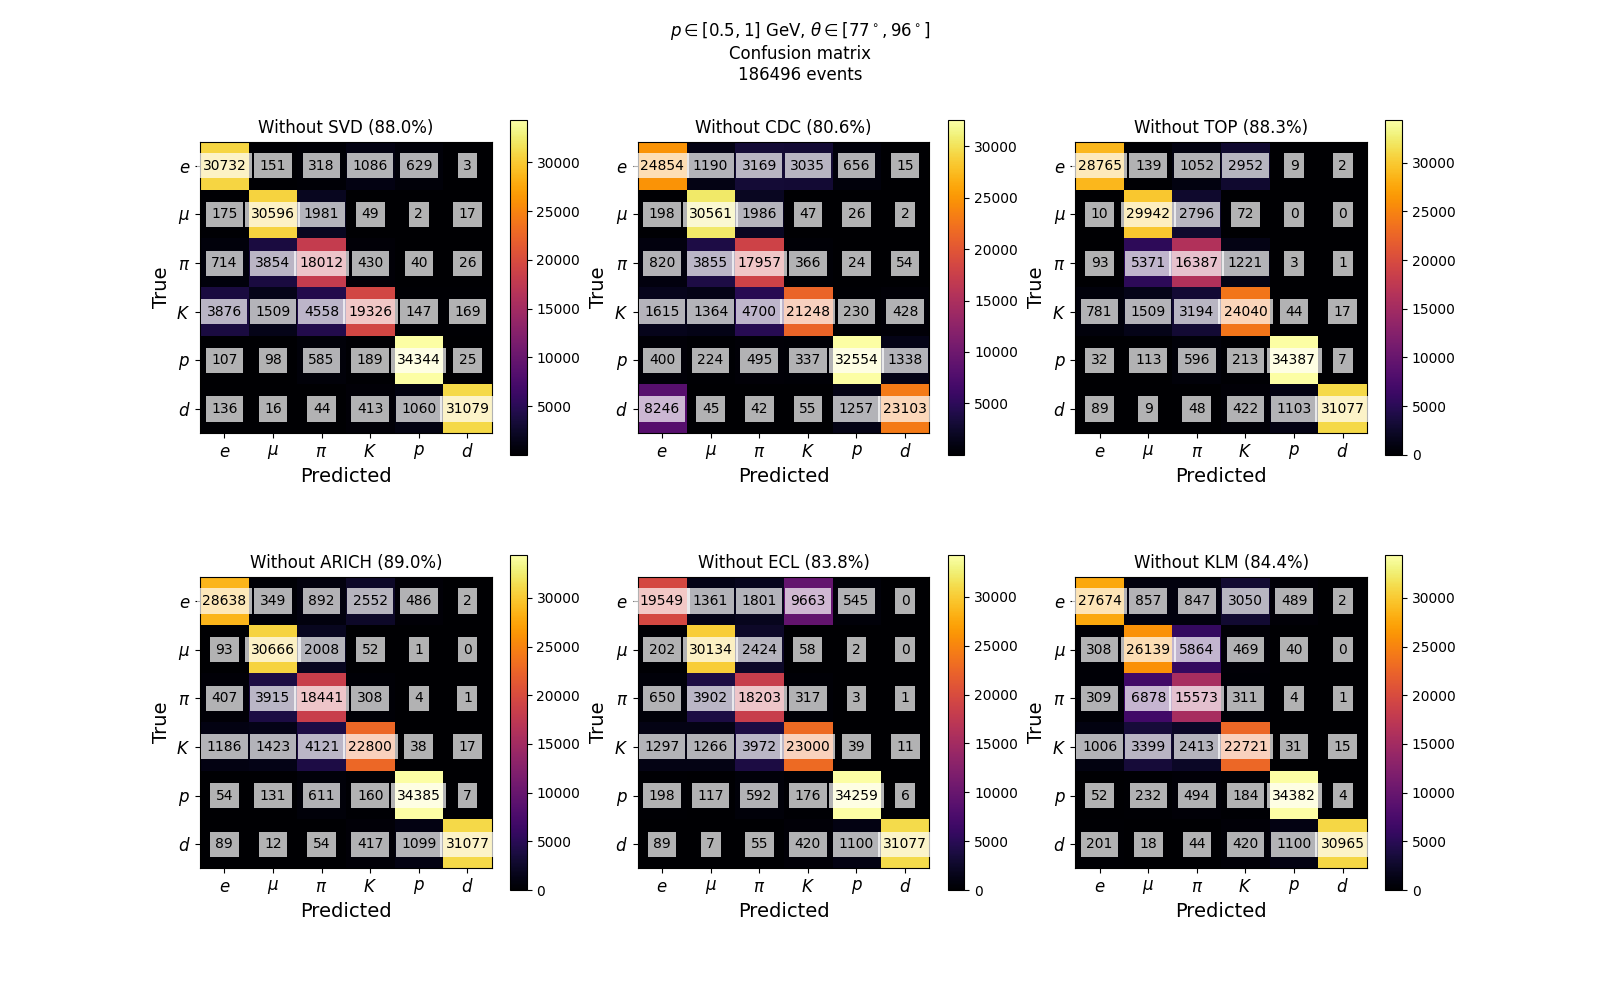 p ∈ [0.5, 1] GeV, θ ∈ [77°, 96°]
Confusion matrix
186496 events
Without SVD (88.0%)
e 30732 151 318 1086 629 3
μ 175 30596 1981 49 2 17
π 714 3854 18012 430 40 26
K 3876 1509 4558 19326 147 169
p 107 98 585 189 34344 25
d 136 16 44 413 1060 31079
e μ π K p d
True
Predicted
30000
25000
20000
15000
10000
5000
Without CDC (80.6%)
e 24854 1190 3169 3035 656 15
μ 198 30561 1986 47 26 2
π 820 3855 17957 366 24 54
K 1615 1364 4700 21248 230 428
p 400 224 495 337 32554 1338
d 8246 45 42 55 1257 23103
e μ π K p d
True
Predicted
30000
25000
20000
15000
10000
5000
Without TOP (88.3%)
e 28765 139 1052 2952 9 2
μ 10 29942 2796 72 0 0
π 93 5371 16387 1221 3 1
K 781 1509 3194 24040 44 17
p 32 113 596 213 34387 7
d 89 9 48 422 1103 31077
e μ π K p d
True
Predicted
30000
25000
20000
15000
10000
5000
0
Without ARICH (89.0%)
e 28638 349 892 2552 486 2
μ 93 30666 2008 52 1 0
π 407 3915 18441 308 4 1
K 1186 1423 4121 22800 38 17
p 54 131 611 160 34385 7
d 89 12 54 417 1099 31077
e μ π K p d
True
Predicted
30000
25000
20000
15000
10000
5000
0
Without ECL (83.8%)
e 19549 1361 1801 9663 545 0
μ 202 30134 2424 58 2 0
π 650 3902 18203 317 3 1
K 1297 1266 3972 23000 39 11
p 198 117 592 176 34259 6
d 89 7 55 420 1100 31077
e μ π K p d
True
Predicted
30000
25000
20000
15000
10000
5000
0
Without KLM (84.4%)
e 27674 857 847 3050 489 2
μ 308 26139 5864 469 40 0
π 309 6878 15573 311 4 1
K 1006 3399 2413 22721 31 15
p 52 232 494 184 34382 4
d 201 18 44 420 1100 30965
e μ π K p d
True
Predicted
30000
25000
20000
15000
10000
5000
0